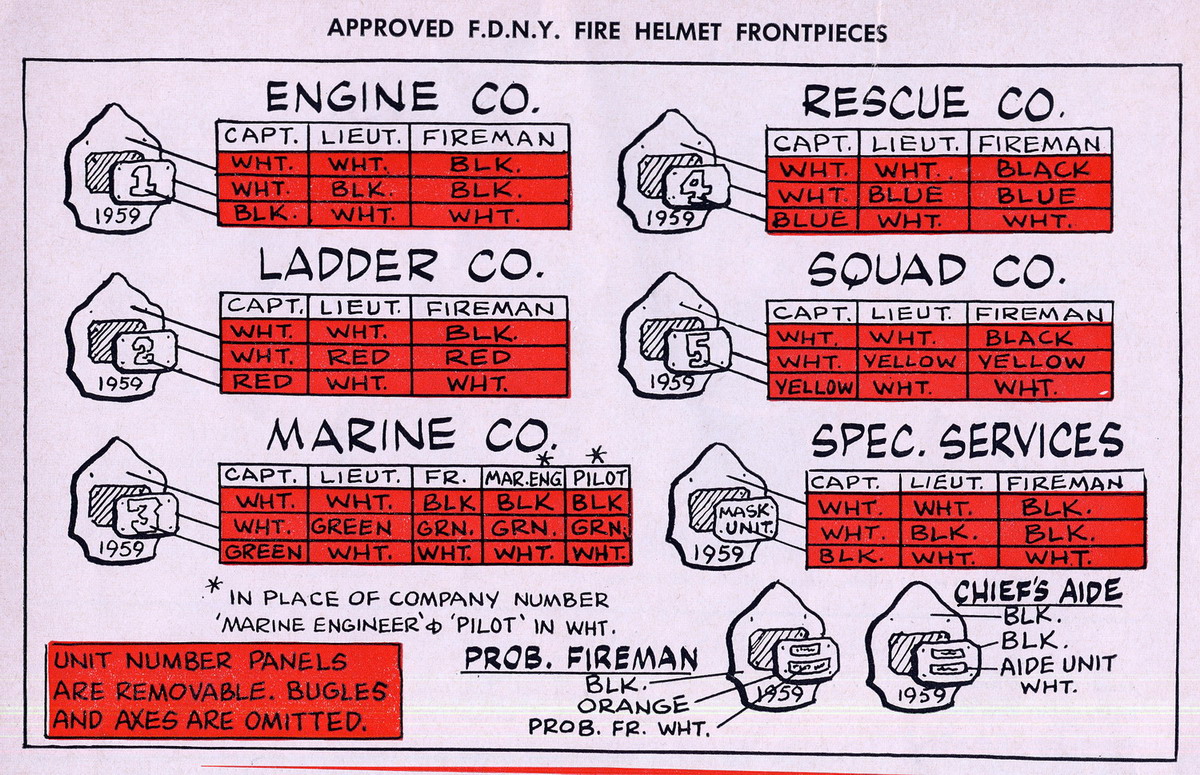 APPROVED F.D.N.Y. FIRE HELMET FRONTPIECES
ENGINE CO.
CAPT. LIEUT. FIREMAN
WHT. WHT. BLK.
WHT. BLK. BLK.
BLK. WHT. WHT.
1
1959
RESCUE CO.
CAPT. LIEUT. FIREMAN
WHT. WHT. BLACK
WHT. BLUE BLUE
BLUE WHT. WHT.
4
1959
LADDER CO.
CAPT. LIEUT. FIREMAN
WHT. WHT. BLK.
WHT. RED RED
RED WHT. WHT.
2
1959
SQUAD CO.
CAPT. LIEUT. FIREMAN
WHT. WHT. BLACK
WHT. YELLOW YELLOW
YELLOW WHT. WHT.
5
1959
MARINE CO.
* *
CAPT. LIEUT. FR. MAR.ENG PILOT
WHT. WHT. BLK BLK BLK
WHT. GREEN GRN. GRN. GRN.
GREEN WHT. WHT. WHT. WHT.
3
1959
* IN PLACE OF COMPANY NUMBER
'MARINE ENGINEER' & 'PILOT' IN WHT.
SPEC. SERVICES
CAPT. LIEUT. FIREMAN
WHT. WHT. BLK.
WHT. BLK. BLK.
BLK. WHT. WHT.
MASK
UNIT
1959
UNIT NUMBER PANELS
ARE REMOVABLE. BUGLES
AND AXES ARE OMITTED.
PROB. FIREMAN
BLK.
ORANGE
PROB. FR. WHT.
1959
CHIEF'S AIDE
BLK.
BLK.
AIDE UNIT
WHT.
1959